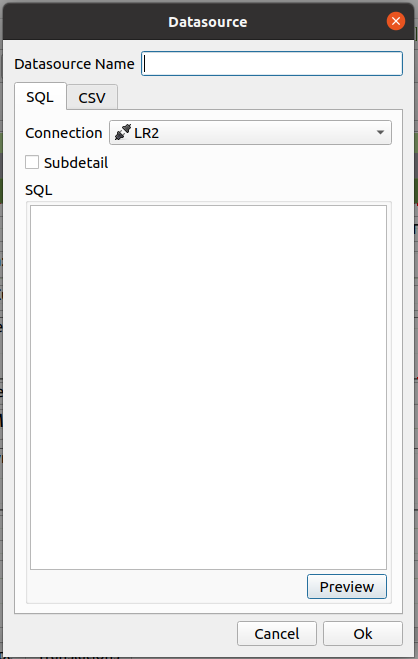 Datasource
Datasource Name
SQL CSV
Connection LR2
Subdetail
SQL
Preview
Cancel Ok